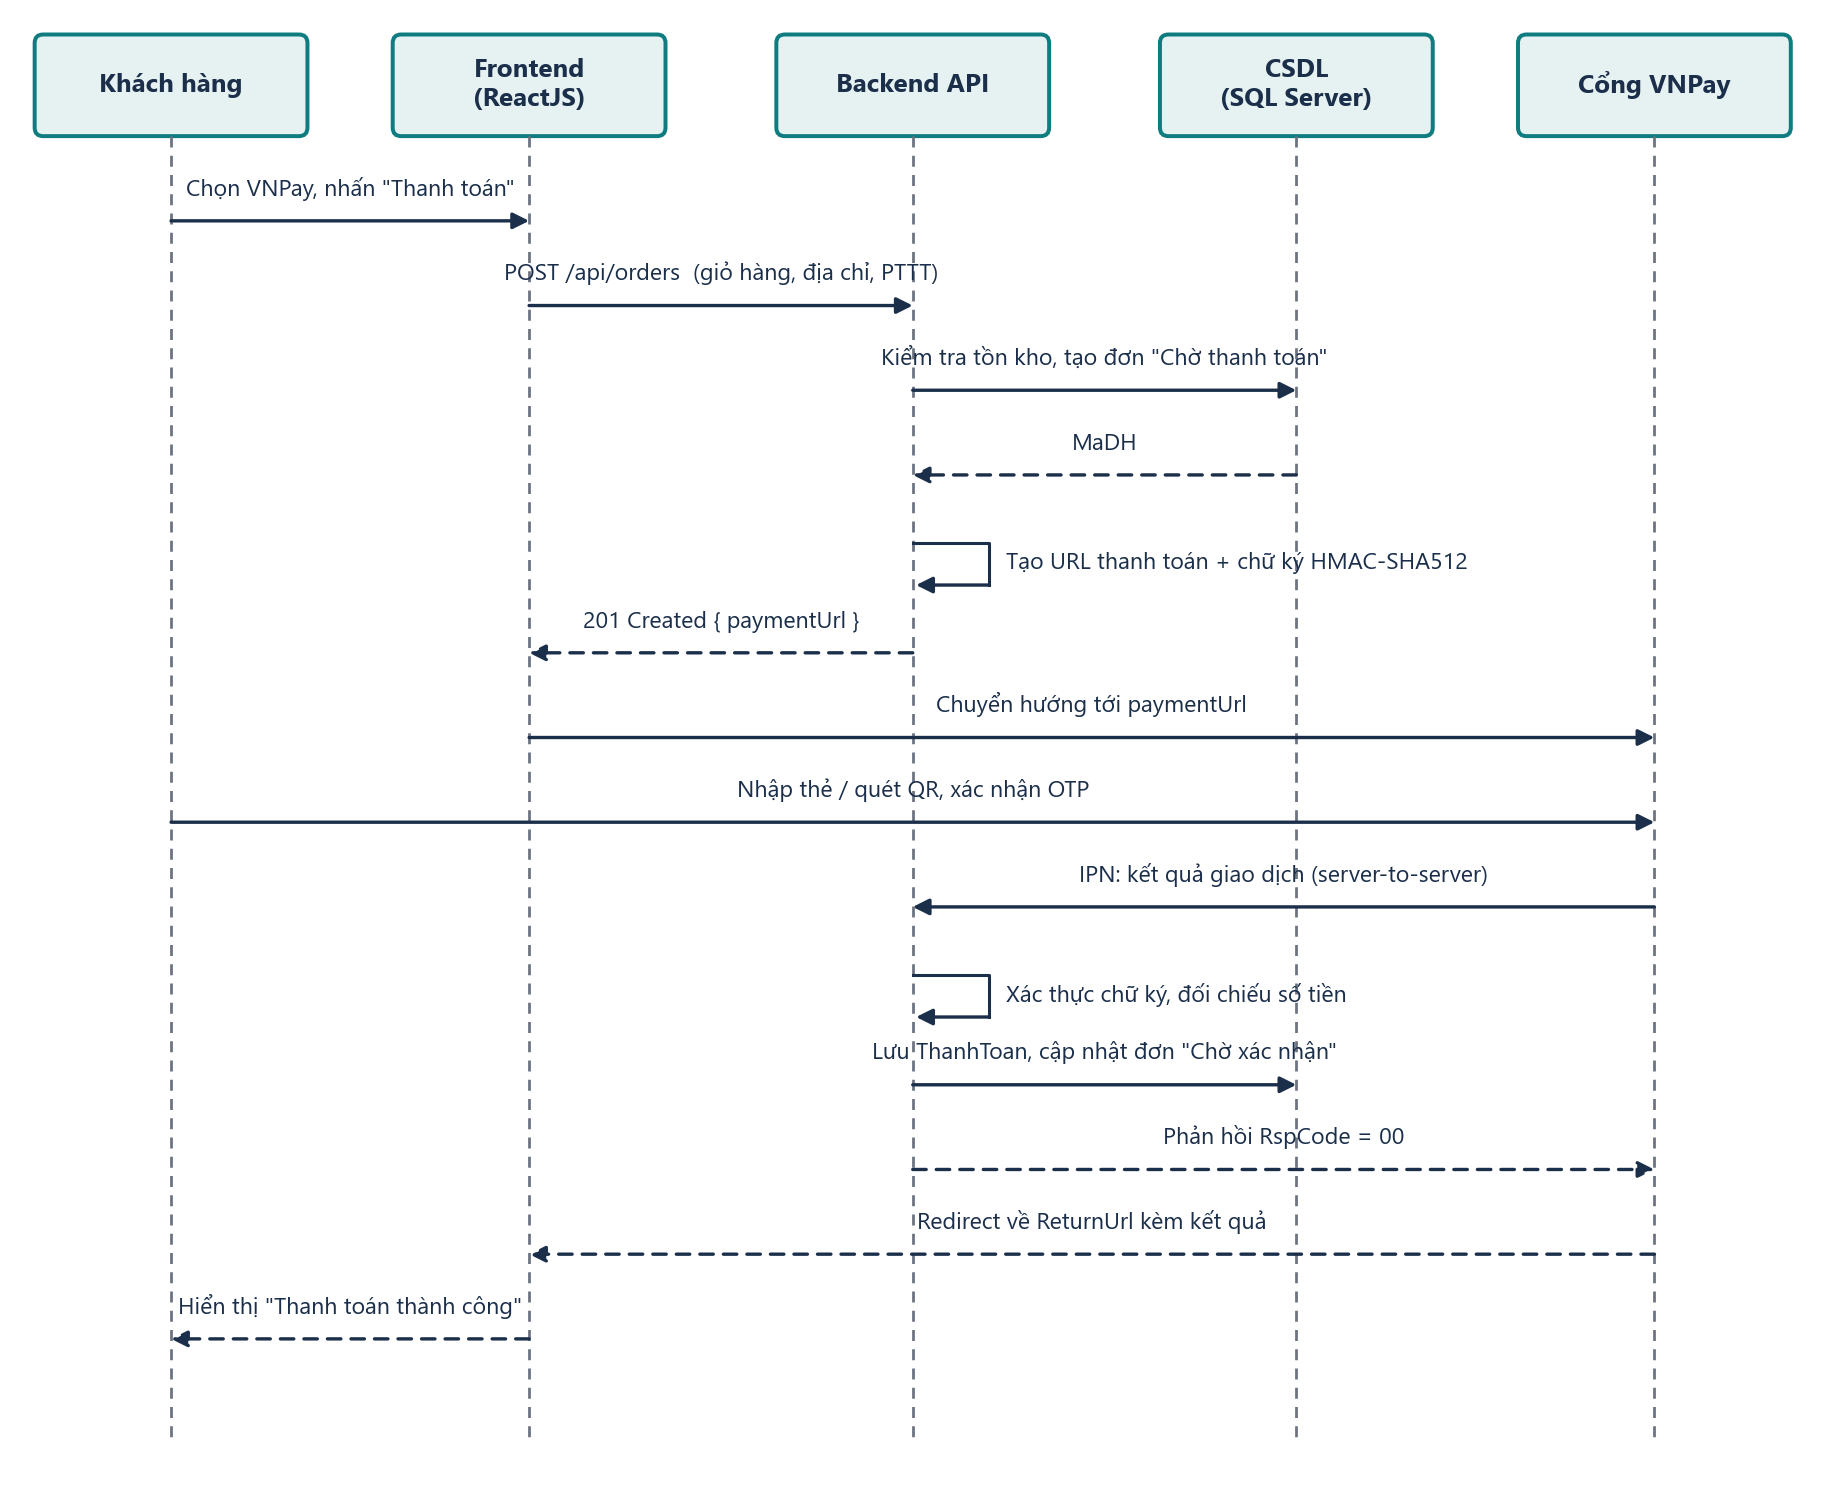 Khách hàng
Frontend
(ReactJS)
Backend API
CSDL
(SQL Server)
Cổng VNPay
Chọn VNPay, nhấn "Thanh toán"
POST /api/orders  (giỏ hàng, địa chỉ, PTTT)
Kiểm tra tồn kho, tạo đơn "Chờ thanh toán"
MaDH
Tạo URL thanh toán + chữ ký HMAC-SHA512
201 Created { paymentUrl }
Chuyển hướng tới paymentUrl
Nhập thẻ / quét QR, xác nhận OTP
IPN: kết quả giao dịch (server-to-server)
Xác thực chữ ký, đối chiếu số tiền
Lưu ThanhToan, cập nhật đơn "Chờ xác nhận"
Phản hồi RspCode = 00
Redirect về ReturnUrl kèm kết quả
Hiển thị "Thanh toán thành công"